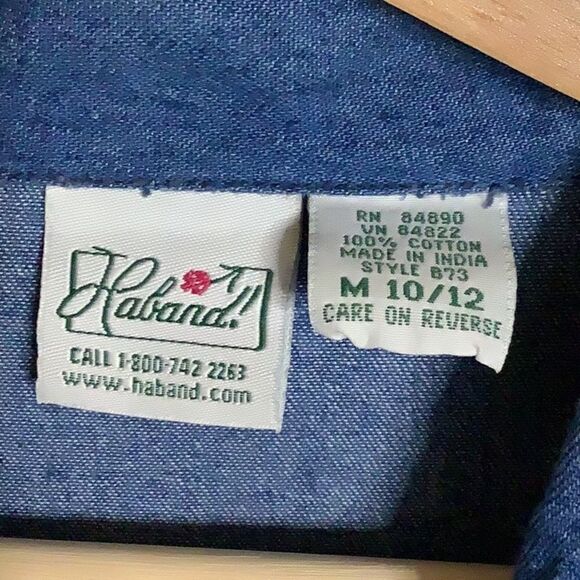 Haband!!
CALL 1-800-742 2263
www.haband.com
RN 84890
VN 84822
100% COTTON
MADE IN INDIA
STYLE B73
M 10/12
CARE ON REVERSE